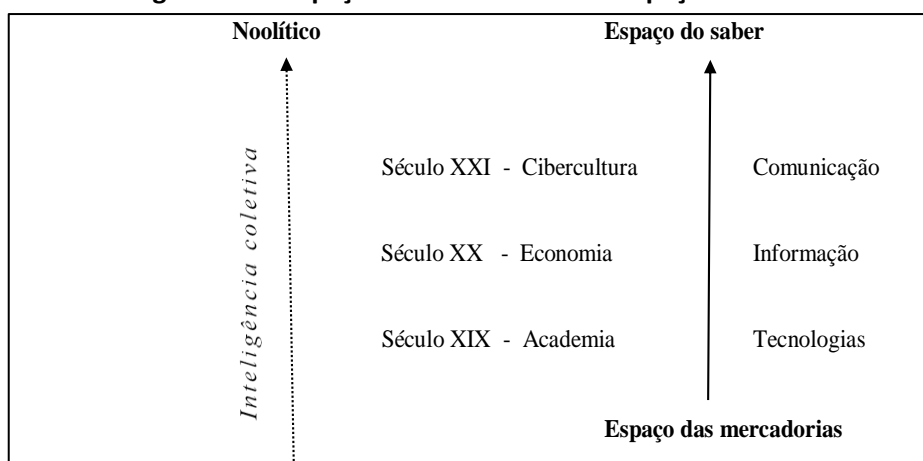 Noolítico Espaço do saber
Século XXI - Cibercultura Comunicação
Inteligência coletiva
Século XX - Economia Informação
Século XIX - Academia Tecnologias
Espaço das mercadorias